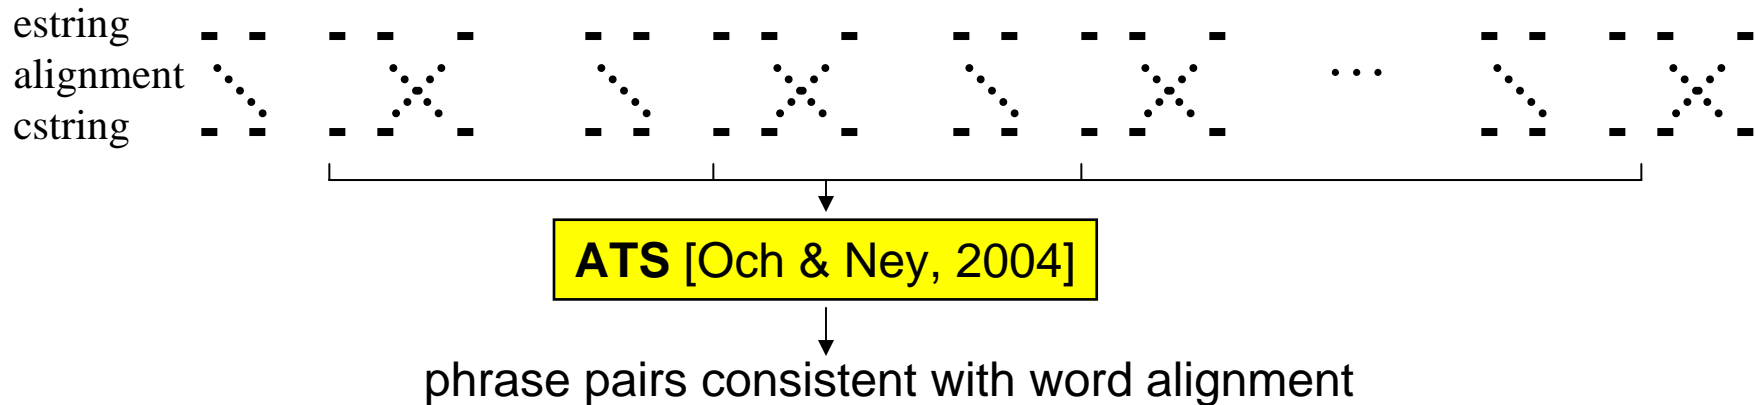 estring
alignment
cstring
...
ATS [Och & Ney, 2004]
phrase pairs consistent with word alignment